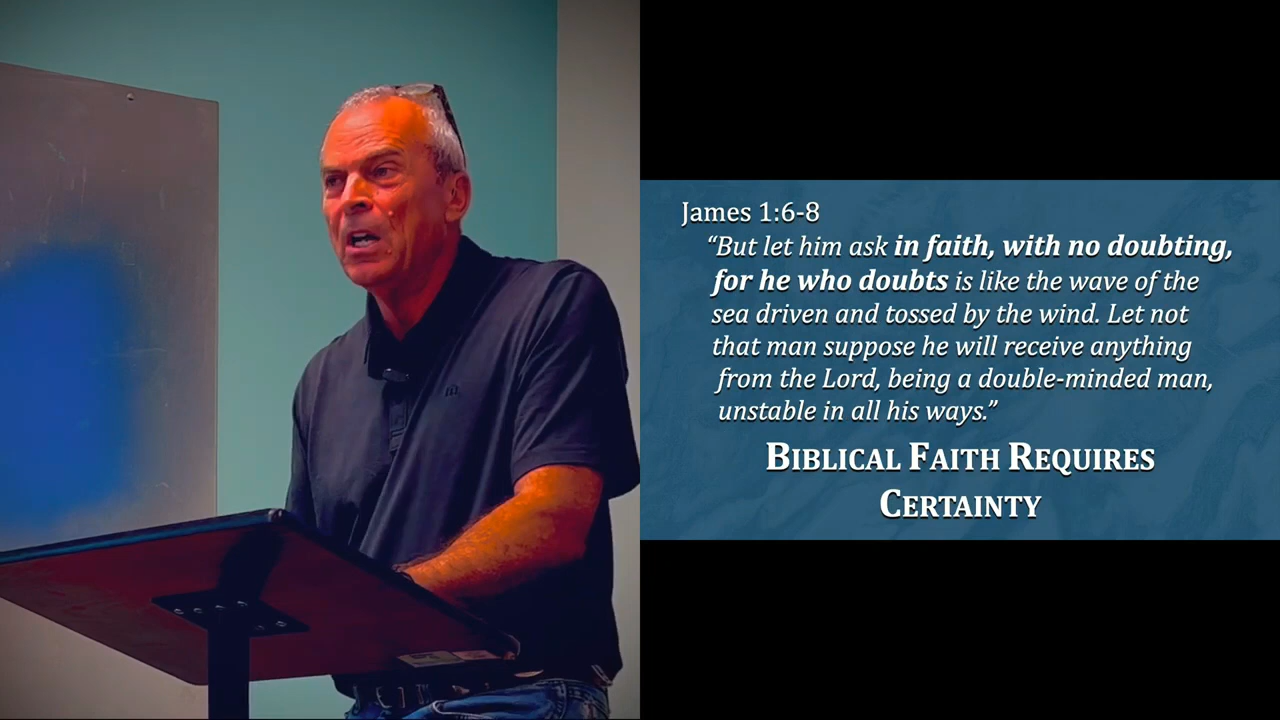 James 1:6-8
“But let him ask in faith, with no doubting,
for he who doubts is like the wave of the
sea driven and tossed by the wind. Let not
that man suppose he will receive anything
from the Lord, being a double-minded man,
unstable in all his ways.”
BIBLICAL FAITH REQUIRES
CERTAINTY